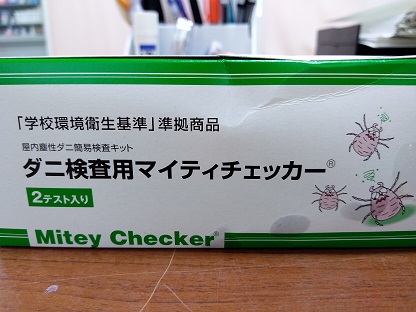 「学校環境衛生基準」準拠商品
屋内塵性ダニ簡易検査キット
ダニ検査用マイティチェッカー®
2テスト入り
Mitey Checker®